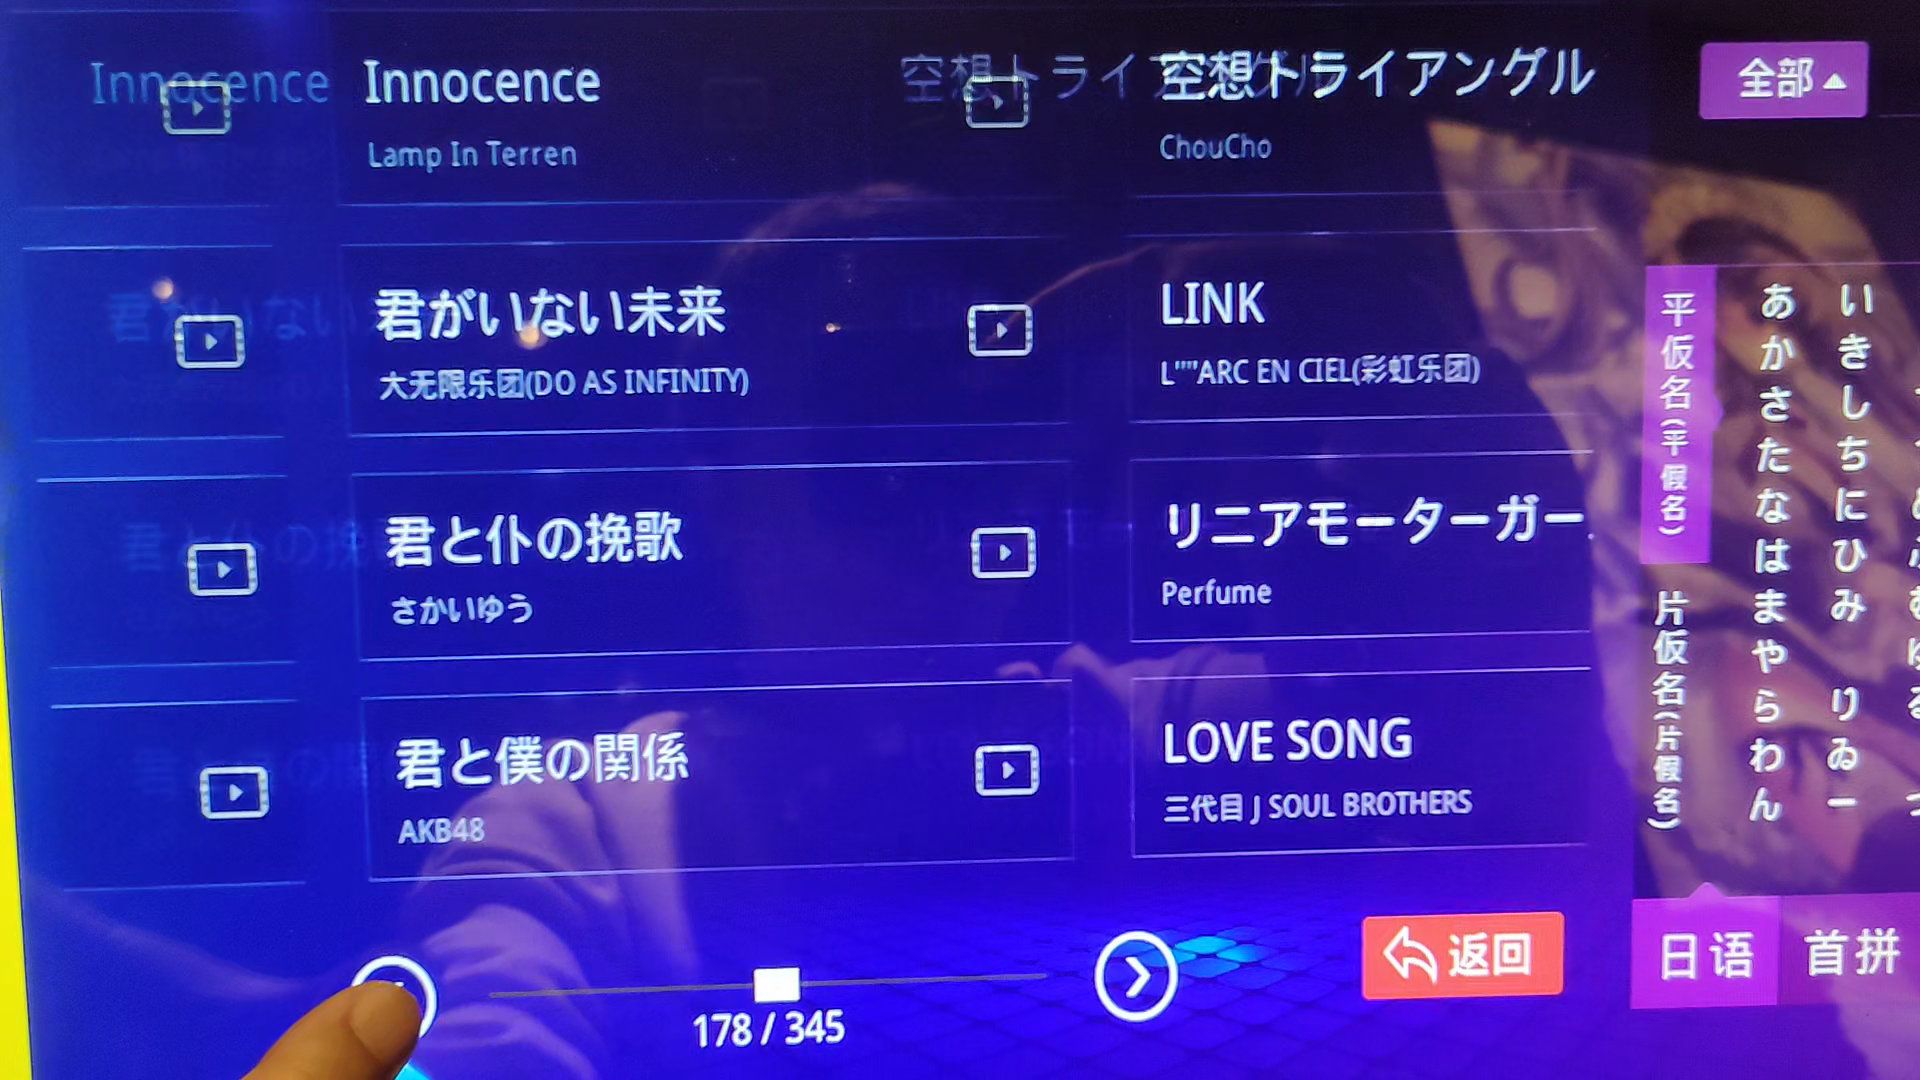 Innocence
Lamp In Terren
空想トライアングル
ChouCho
全部
君がいない未来
大无限乐团(DO AS INFINITY)
LINK
L''''ARC EN CIEL(彩虹乐团)
君と仆の挽歌
さかいゆう
リニアモーターガー
Perfume
君と僕の関係
AKB48
LOVE SONG
三代目 J SOUL BROTHERS
平仮名(平假名)
片仮名(片假名)
あかさたなはまやらわん
いきしちにひみ りゐー
178 / 345
返回
日语
首拼